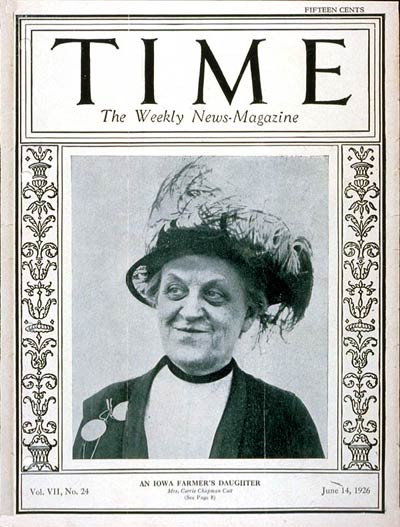 FIFTEEN CENTS
TIME
The Weekly News-Magazine
AN IOWA FARMER'S DAUGHTER
Mrs. Carrie Chapman Catt
(See Page 8)
Vol. VII, No. 24
June 14, 1926